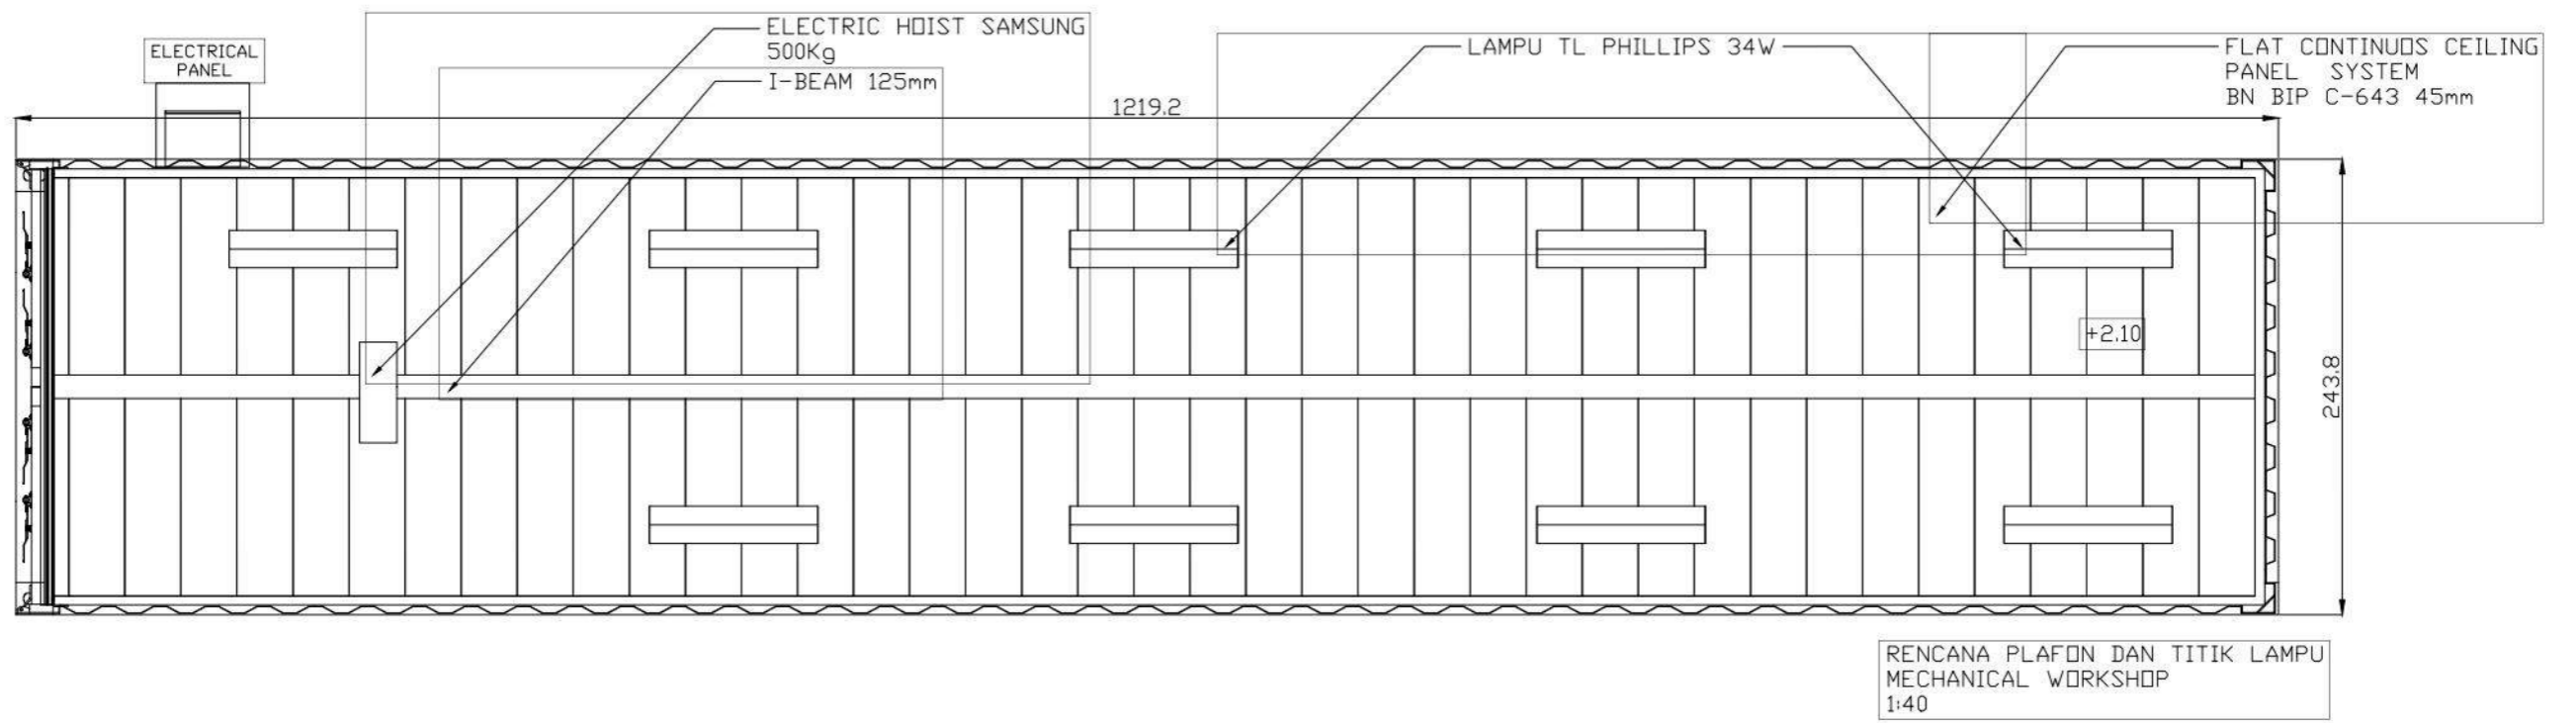 ELECTRICAL
PANEL
ELECTRIC HOIST SAMSUNG
500Kg
I-BEAM 125mm
LAMPU TL PHILLIPS 34W
FLAT CONTINUOS CEILING
PANEL SYSTEM
BN BIP C-643 45mm
1219.2
+2.10
243.8
RENCANA PLAFON DAN TITIK LAMPU
MECHANICAL WORKSHOP
1:40